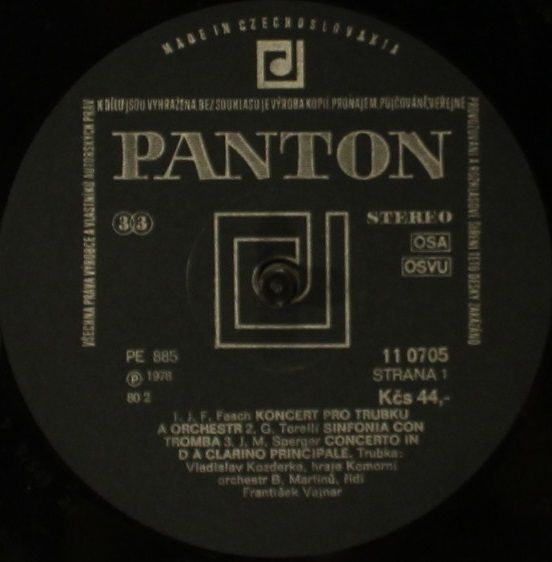 MADE IN CZECHOSLOVAKIA
VŠECHNA PRÁVA VÝROBCE A VLASTNÍKŮ AUTORSKÝCH PRÁV
K DÍLU JSOU VYHRAŽENA. BEZ SOUHLASU JE VÝROBA KOPIÍ, PRONÁJEM, PŮJČOVÁNÍ, VEŘEJNÉ
PROVOZOVÁNÍ A ROZHLASOVÉ ŠÍŘENÍ TÉTO DESKY ZAKÁZÁNO
PANTON
33
STEREO
OSA
OSVU
PE 885
11 0705
Ⓟ 1978
STRANA 1
80 2
Kčs 44,-
1. J. F. Fasch KONCERT PRO TRUBKU
A ORCHESTR 2. G. Torelli SINFONIA CON
TROMBA 3. J. M. Sperger CONCERTO IN
D A CLARINO PRINCIPALE. Trubka:
Vladislav Kozderka, hraje Komorní
orchestr B. Martinů, řídí
František Vajnar